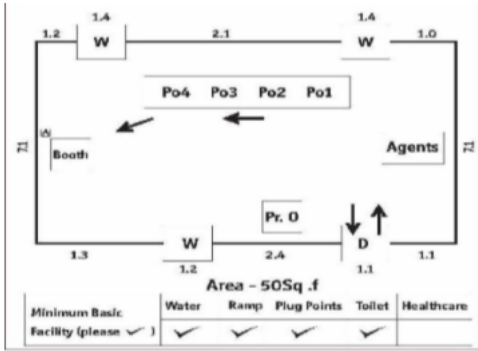 1.4 1.4
1.2 W 2.1 W 1.0
Po4 Po3 Po2 Po1
7.1 Booth Agents 7.1
Pr. O
W D
1.3 2.4 1.1
1.2 1.1
Area - 50Sq .f
Minimum Basic Water Ramp Plug Points Toilet Healthcare
Facility (please ✓ ) ✓ ✓ ✓ ✓